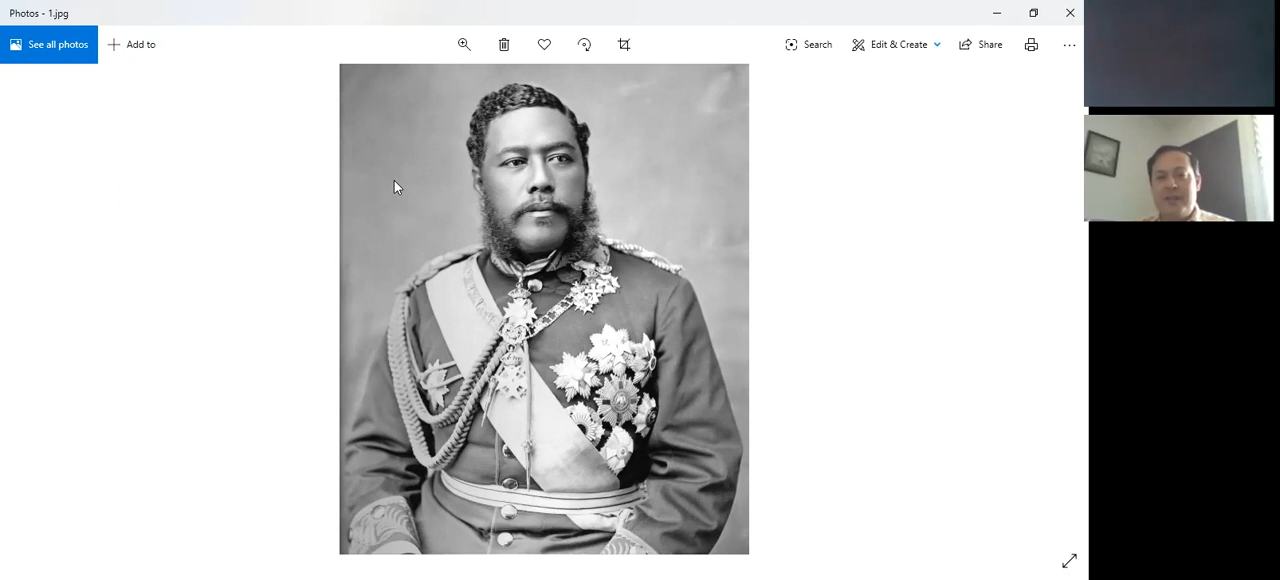 Photos - 1.jpg
See all photos
Add to
Search
Edit & Create
Share